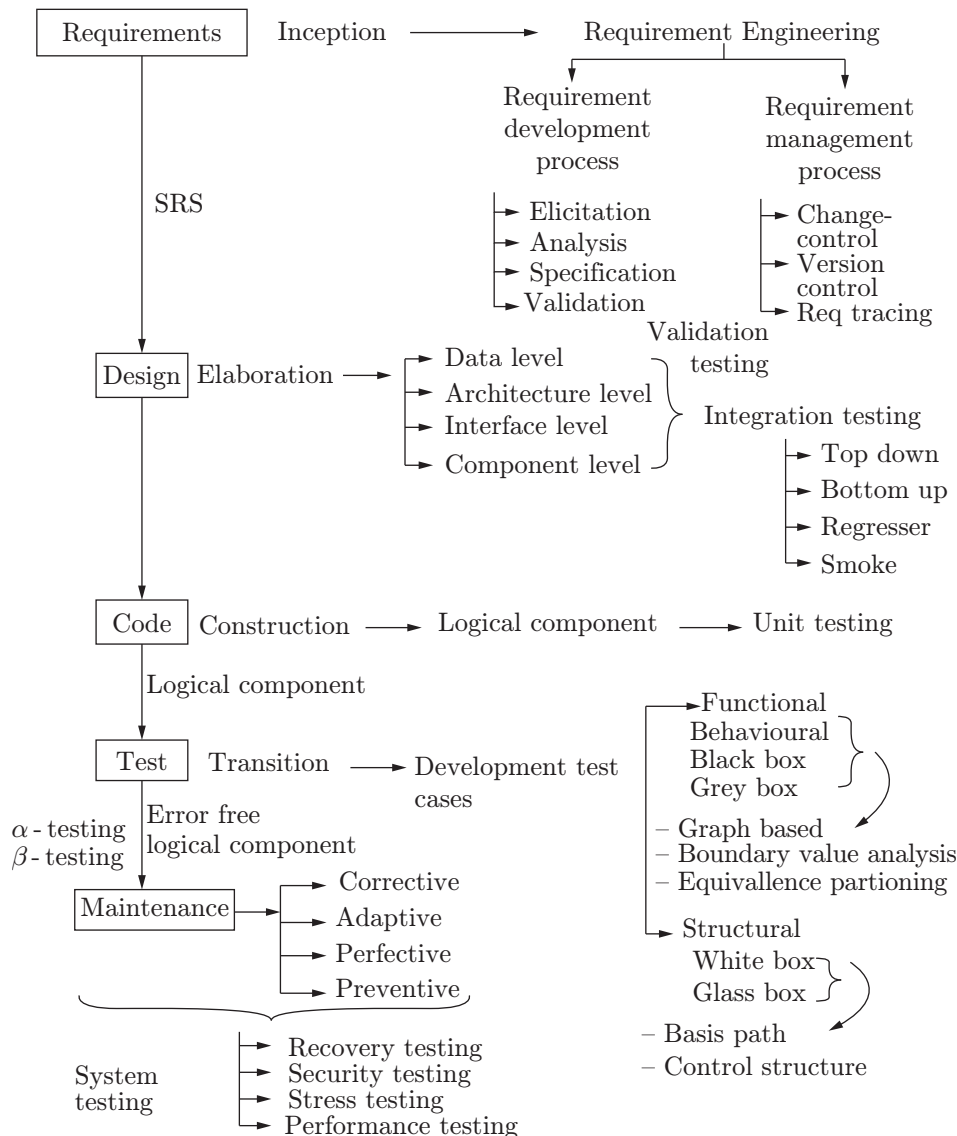 Requirements Inception Requirement Engineering
Requirement
development
process
Requirement
management
process
SRS
Elicitation
Analysis
Specification
Validation
Change-
control
Version
control
Req tracing
Validation
testing
Design Elaboration
Data level
Architecture level
Interface level
Component level
Integration testing
Top down
Bottom up
Regresser
Smoke
Code Construction Logical component Unit testing
Logical component
Test Transition Development test
cases
Functional
Behavioural
Black box
Grey box
– Graph based
– Boundary value analysis
– Equivallence partioning
Structural
White box
Glass box
– Basis path
– Control structure
α - testing
β - testing
Error free
logical component
Maintenance
Corrective
Adaptive
Perfective
Preventive
System
testing
Recovery testing
Security testing
Stress testing
Performance testing